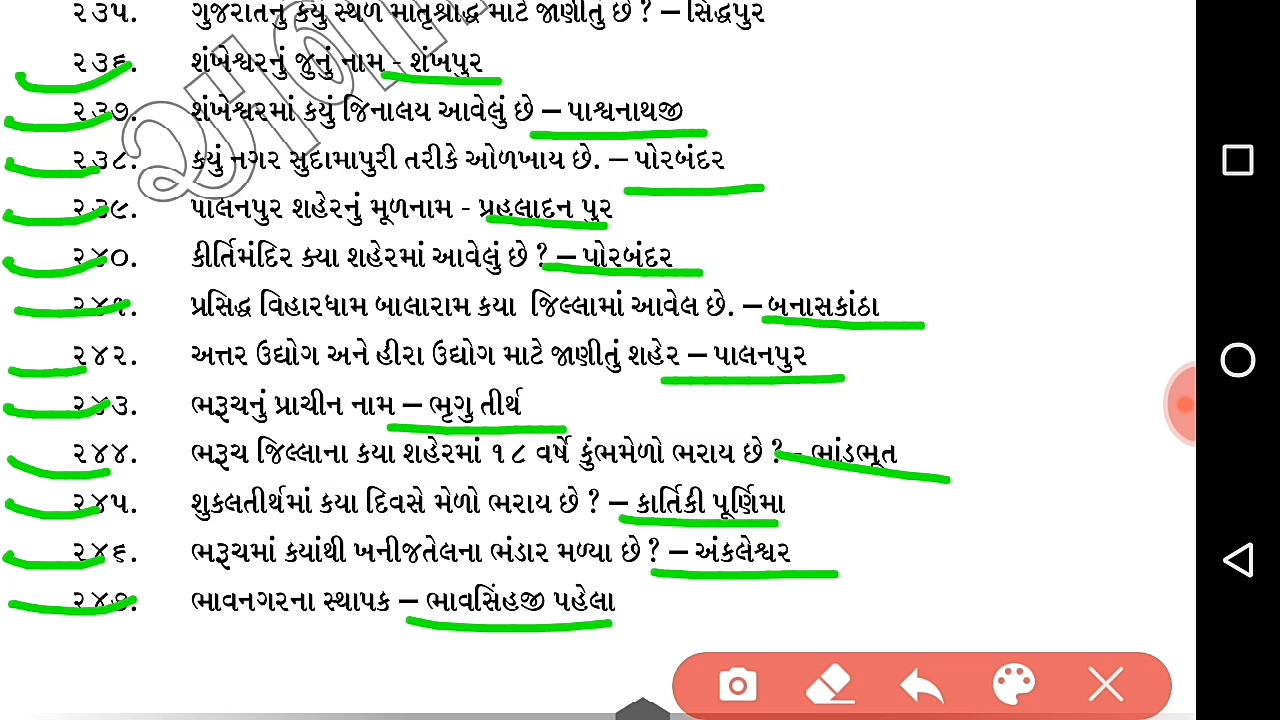 ૨૩૫. ગુજરાતનું કયું સ્થળ માતૃશ્રાદ્ધ માટે જાણીતું છે ? – સિદ્ધપુર
૨૩૬. શંખેશ્વરનું જુનું નામ - શંખપુર
૨૩૭. શંખેશ્વરમાં કયું જિનાલય આવેલું છે – પાશ્વનાથજી
૨૩૮. કયું નગર સુદામાપુરી તરીકે ઓળખાય છે. – પોરબંદર
૨૩૯. પાલનપુર શહેરનું મૂળનામ - પ્રહલાદન પુર
૨૪૦. કીર્તિમંદિર ક્યા શહેરમાં આવેલું છે ? – પોરબંદર
૨૪૧. પ્રસિદ્ધ વિહારધામ બાલારામ કયા જિલ્લામાં આવેલ છે. – બનાસકાંઠા
૨૪૨. અત્તર ઉદ્યોગ અને હીરા ઉદ્યોગ માટે જાણીતું શહેર – પાલનપુર
૨૪૩. ભરૂચનું પ્રાચીન નામ – ભૃગુ તીર્થ
૨૪૪. ભરૂચ જિલ્લાના કયા શહેરમાં ૧૮ વર્ષે કુંભમેળો ભરાય છે ? – ભાંડભૂત
૨૪૫. શુકલતીર્થમાં કયા દિવસે મેળો ભરાય છે ? – કાર્તિકી પૂર્ણિમા
૨૪૬. ભરૂચમાં કયાંથી ખનીજતેલના ભંડાર મળ્યા છે ? – અંકલેશ્વર
૨૪૭. ભાવનગરના સ્થાપક – ભાવસિંહજી પહેલા